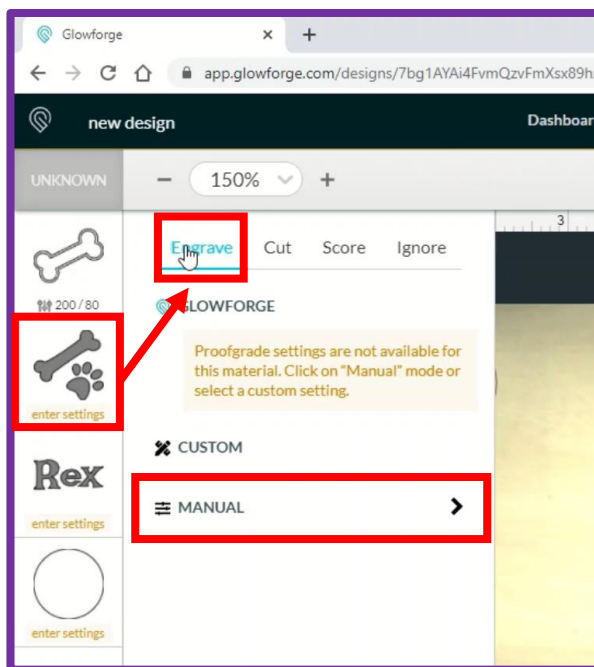 Glowforge
app.glowforge.com/designs/7bg1AYAi4FvmQzvFmXsx89h
new design
Dashboar
UNKNOWN
150%
3
Engrave Cut Score Ignore
200 / 80
GLOWFORGE
Proofgrade settings are not available for
this material. Click on "Manual" mode or
select a custom setting.
enter settings
CUSTOM
Rex
MANUAL
enter settings
enter settings